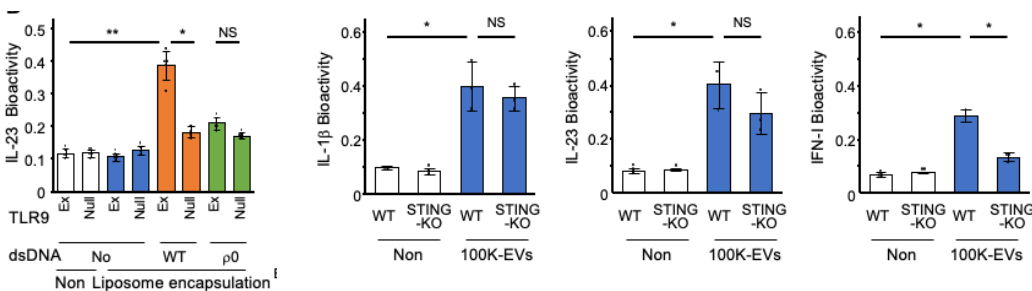 IL-23 Bioactivity
0.5
0.4
0.3
0.2
0.1
0
** * NS
TLR9 Ex Null Ex Null Ex Null Ex Null
dsDNA No WT ρ0
Non Liposome encapsulation
IL-1β Bioactivity
0.6
0.4
0.2
0
* NS
WT STING-KO WT STING-KO
Non 100K-EVs
IL-23 Bioactivity
0.6
0.4
0.2
0
* NS
WT STING-KO WT STING-KO
Non 100K-EVs
IFN-I Bioactivity
0.6
0.4
0.2
0
* *
WT STING-KO WT STING-KO
Non 100K-EVs